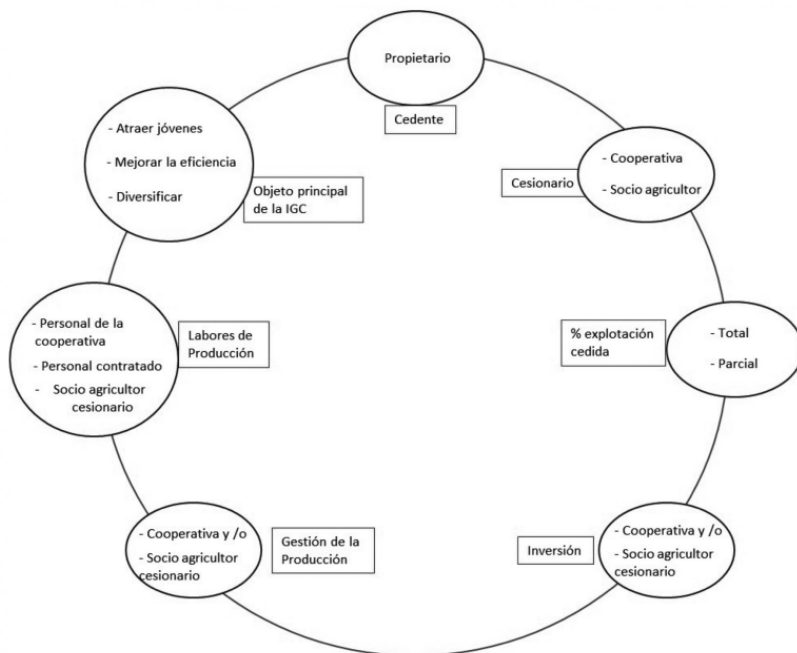 Propietario
Cedente
- Cooperativa
- Socio agricultor
Cesionario
- Total
- Parcial
% explotación
cedida
- Cooperativa y /o
- Socio agricultor
cesionario
Inversión
- Cooperativa y /o
- Socio agricultor
cesionario
Gestión de la
Producción
- Personal de la
cooperativa
- Personal contratado
- Socio agricultor
cesionario
Labores de
Producción
- Atraer jóvenes
- Mejorar la eficiencia
- Diversificar
Objeto principal
de la IGC